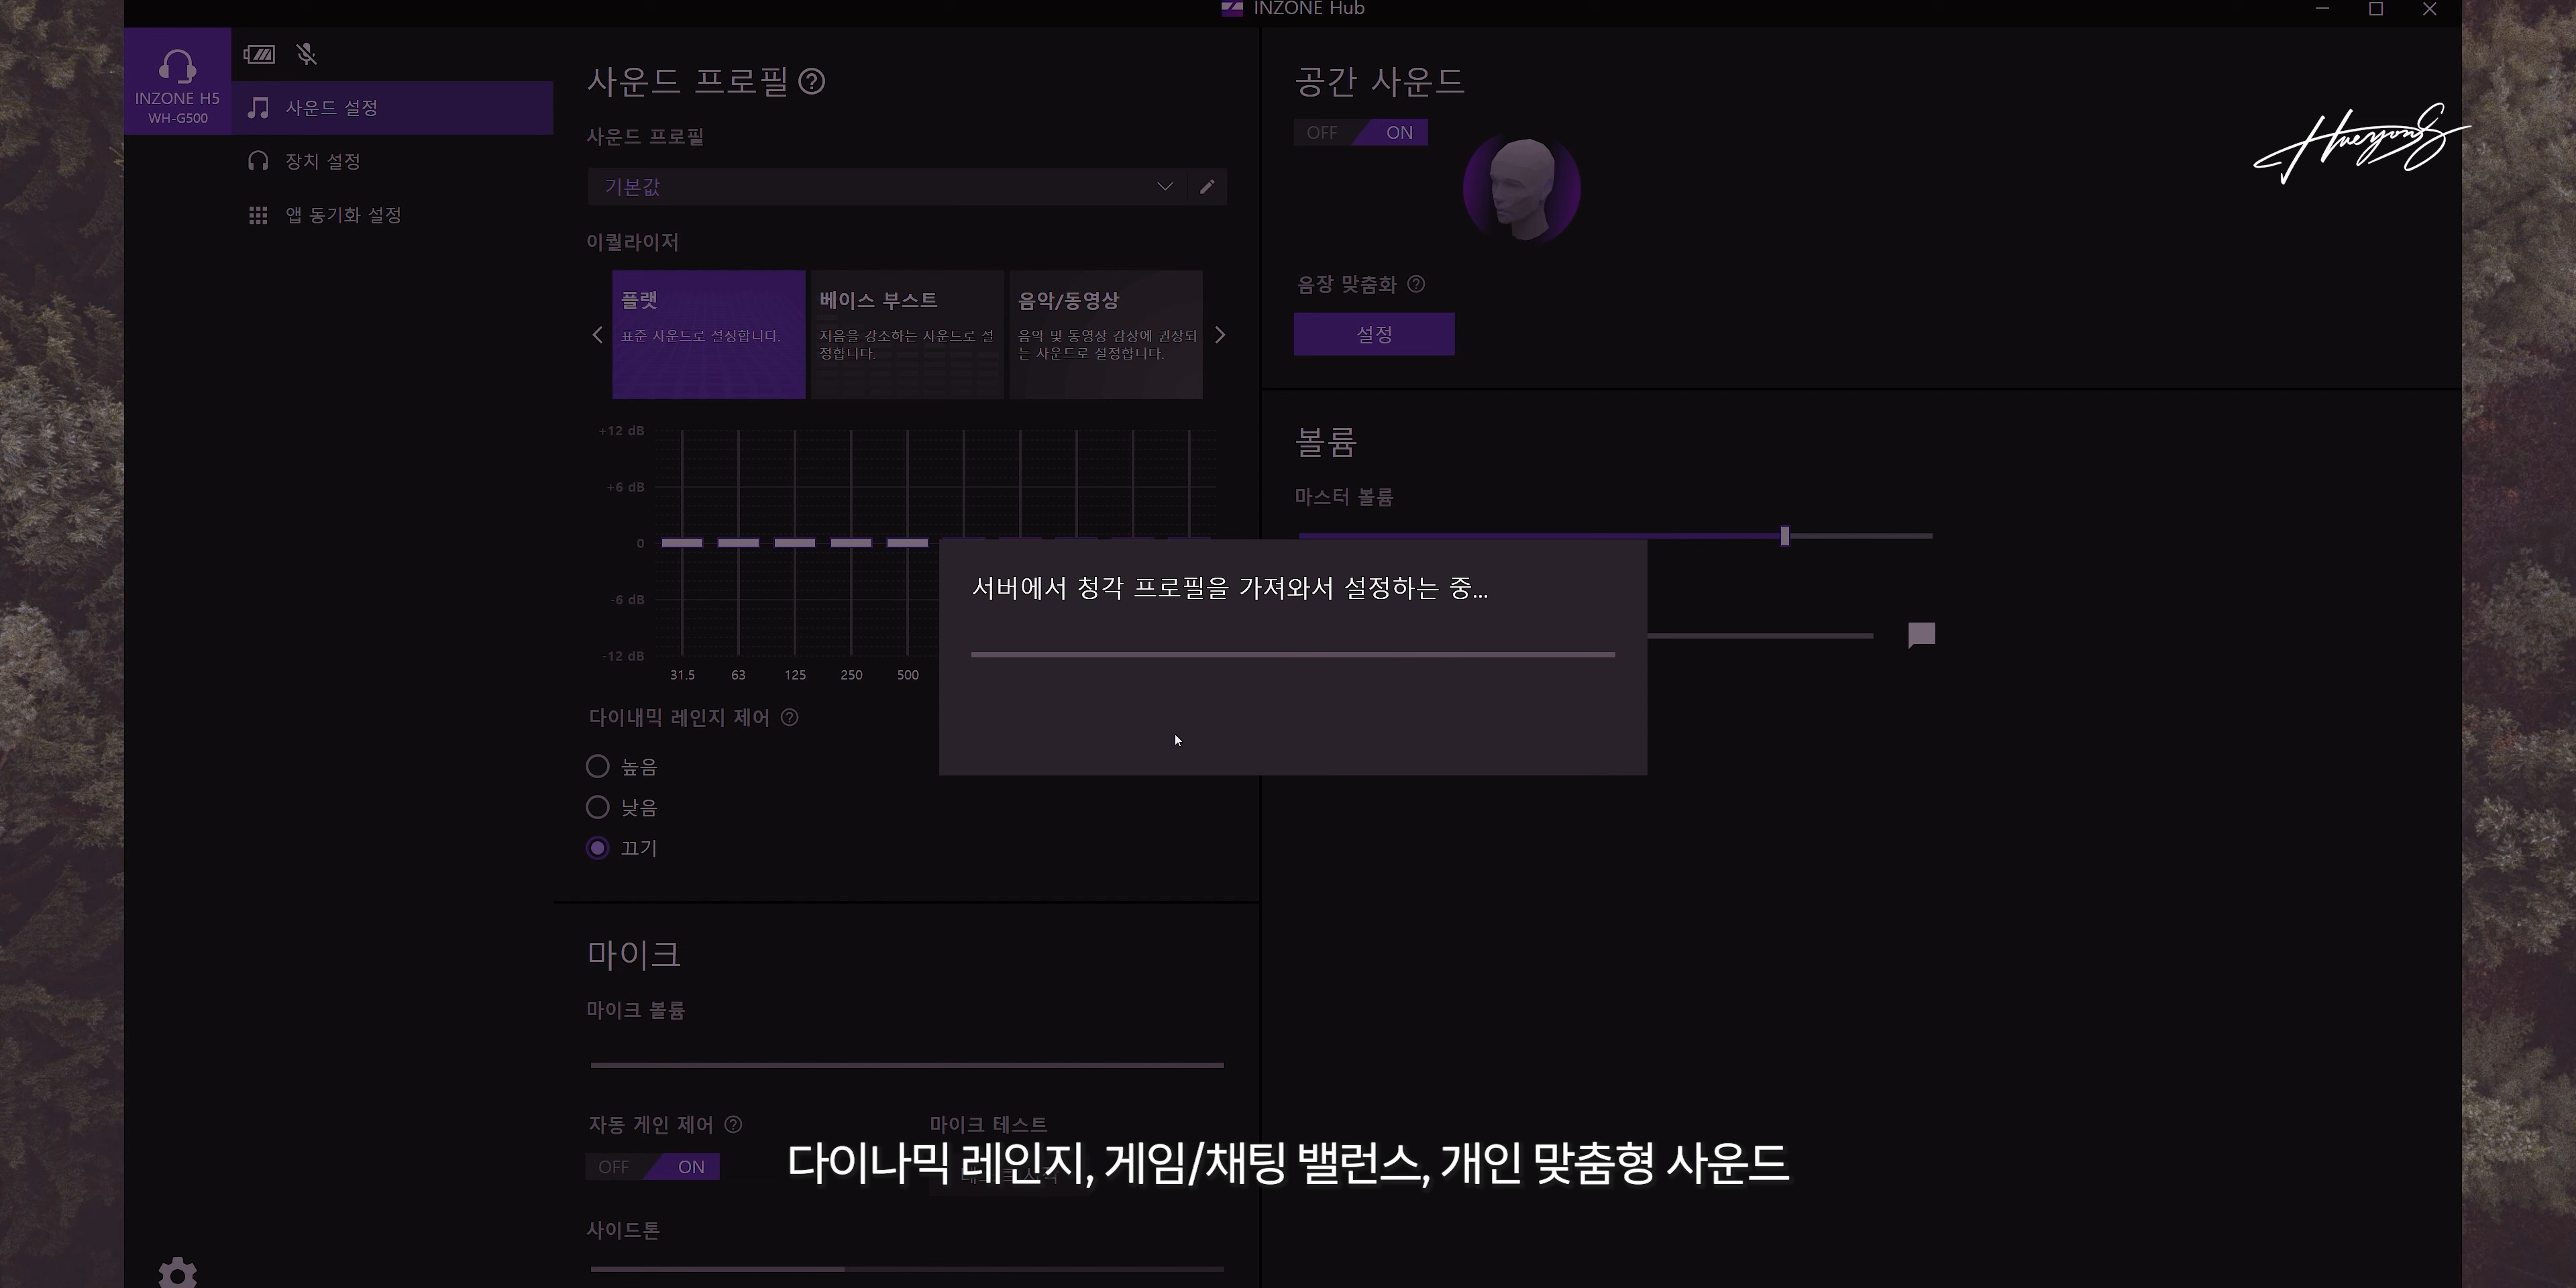 INZONE Hub
INZONE H5
WH-G500
사운드 설정
장치 설정
앱 동기화 설정
사운드 프로필
사운드 프로필
기본값
이퀄라이저
플랫
표준 사운드로 설정합니다.
베이스 부스트
저음을 강조하는 사운드로 설
정합니다.
음악/동영상
음악 및 동영상 감상에 권장되
는 사운드로 설정합니다.
+12 dB
+6 dB
0
-6 dB
-12 dB
31.5 63 125 250 500
다이내믹 레인지 제어
높음
낮음
끄기
마이크
마이크 볼륨
자동 게인 제어
OFF ON
마이크 테스트
사이드톤
공간 사운드
OFF ON
음장 맞춤화
설정
볼륨
마스터 볼륨
서버에서 청각 프로필을 가져와서 설정하는 중...
Hueyong
다이나믹 레인지, 게임/채팅 밸런스, 개인 맞춤형 사운드